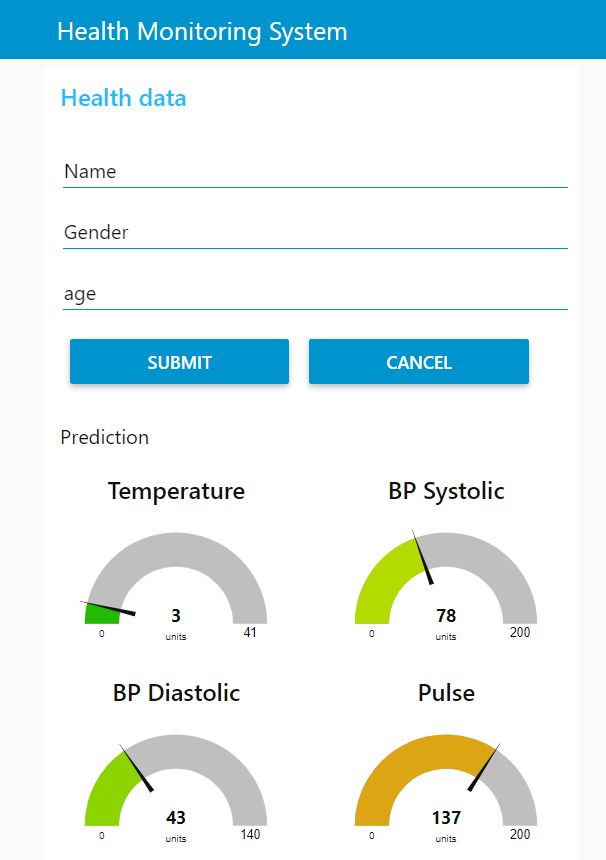 Health Monitoring System
Health data
Name
Gender
age
SUBMIT CANCEL
Prediction
Temperature BP Systolic
3 78
0 units 41 0 units 200
BP Diastolic Pulse
43 137
0 units 140 0 units 200